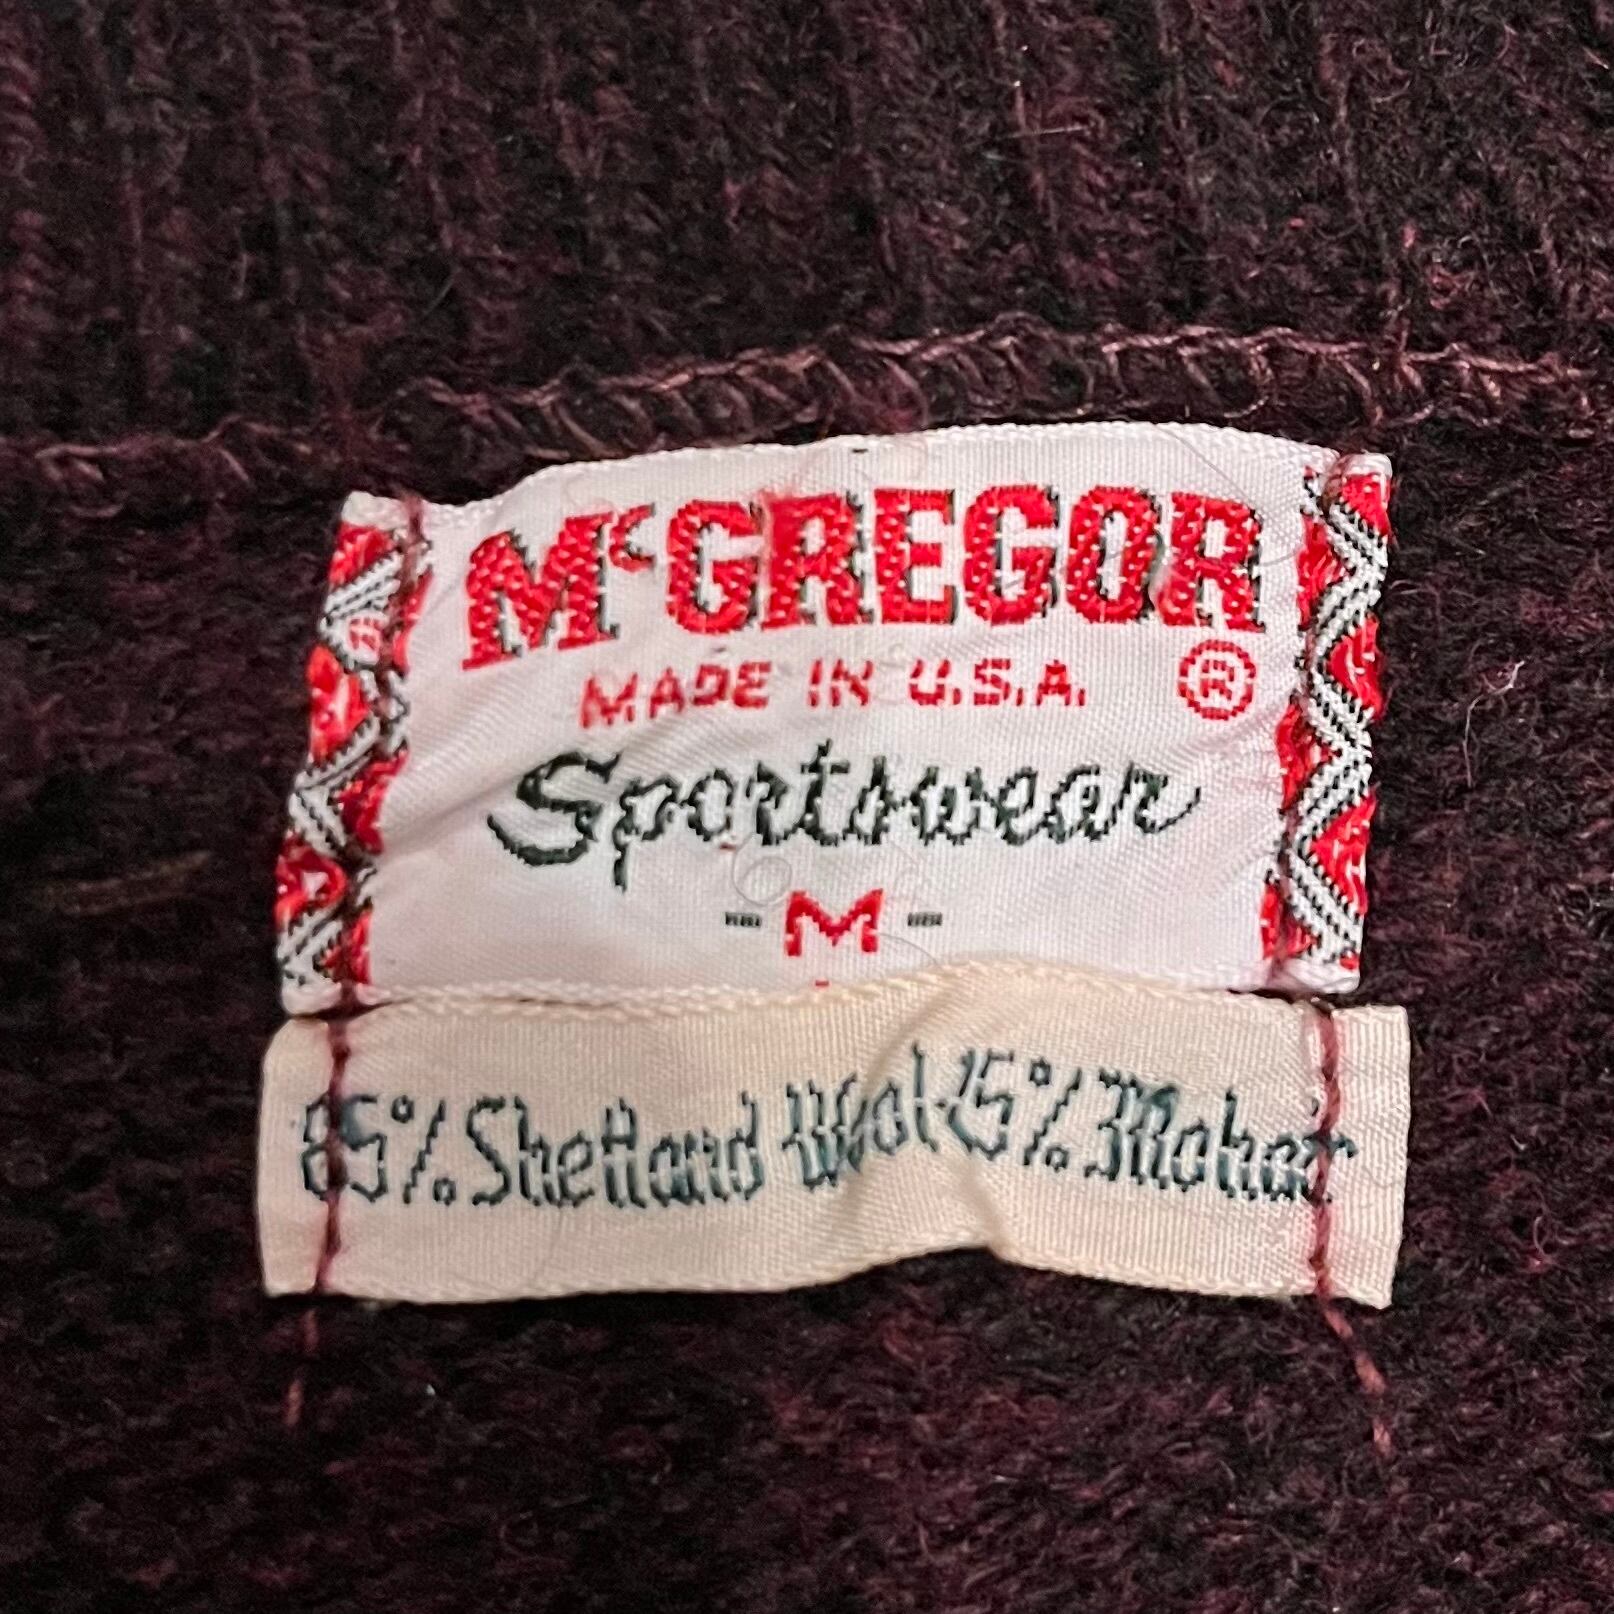 McGREGOR
MADE IN U.S.A. ®
Sportswear
- M -
85% Shetland Wool-15% Mohair